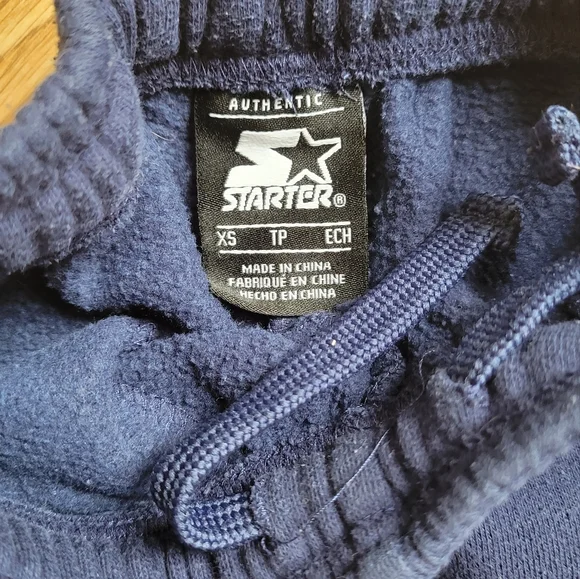 AUTHENTIC
STARTER®
XS TP ECH
MADE IN CHINA
FABRIQUÉ EN CHINE
HECHO EN CHINA